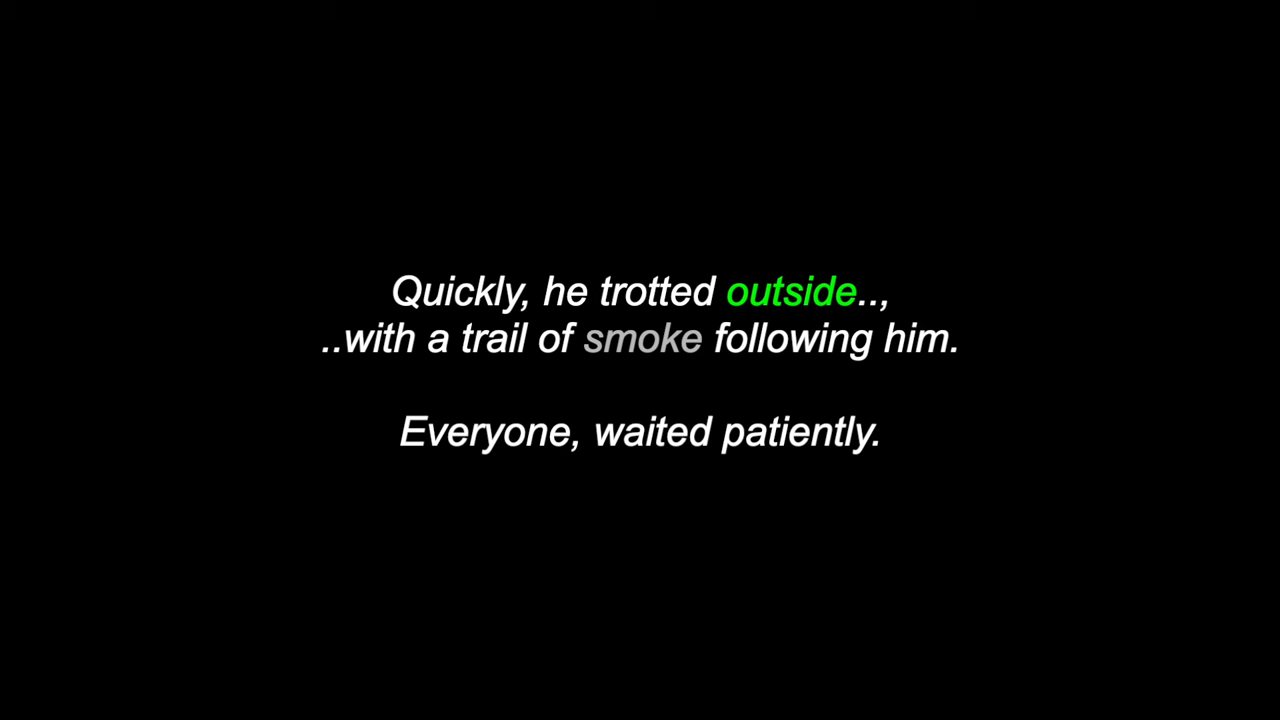 Quickly, he trotted outside..,
..with a trail of smoke following him.
Everyone, waited patiently.